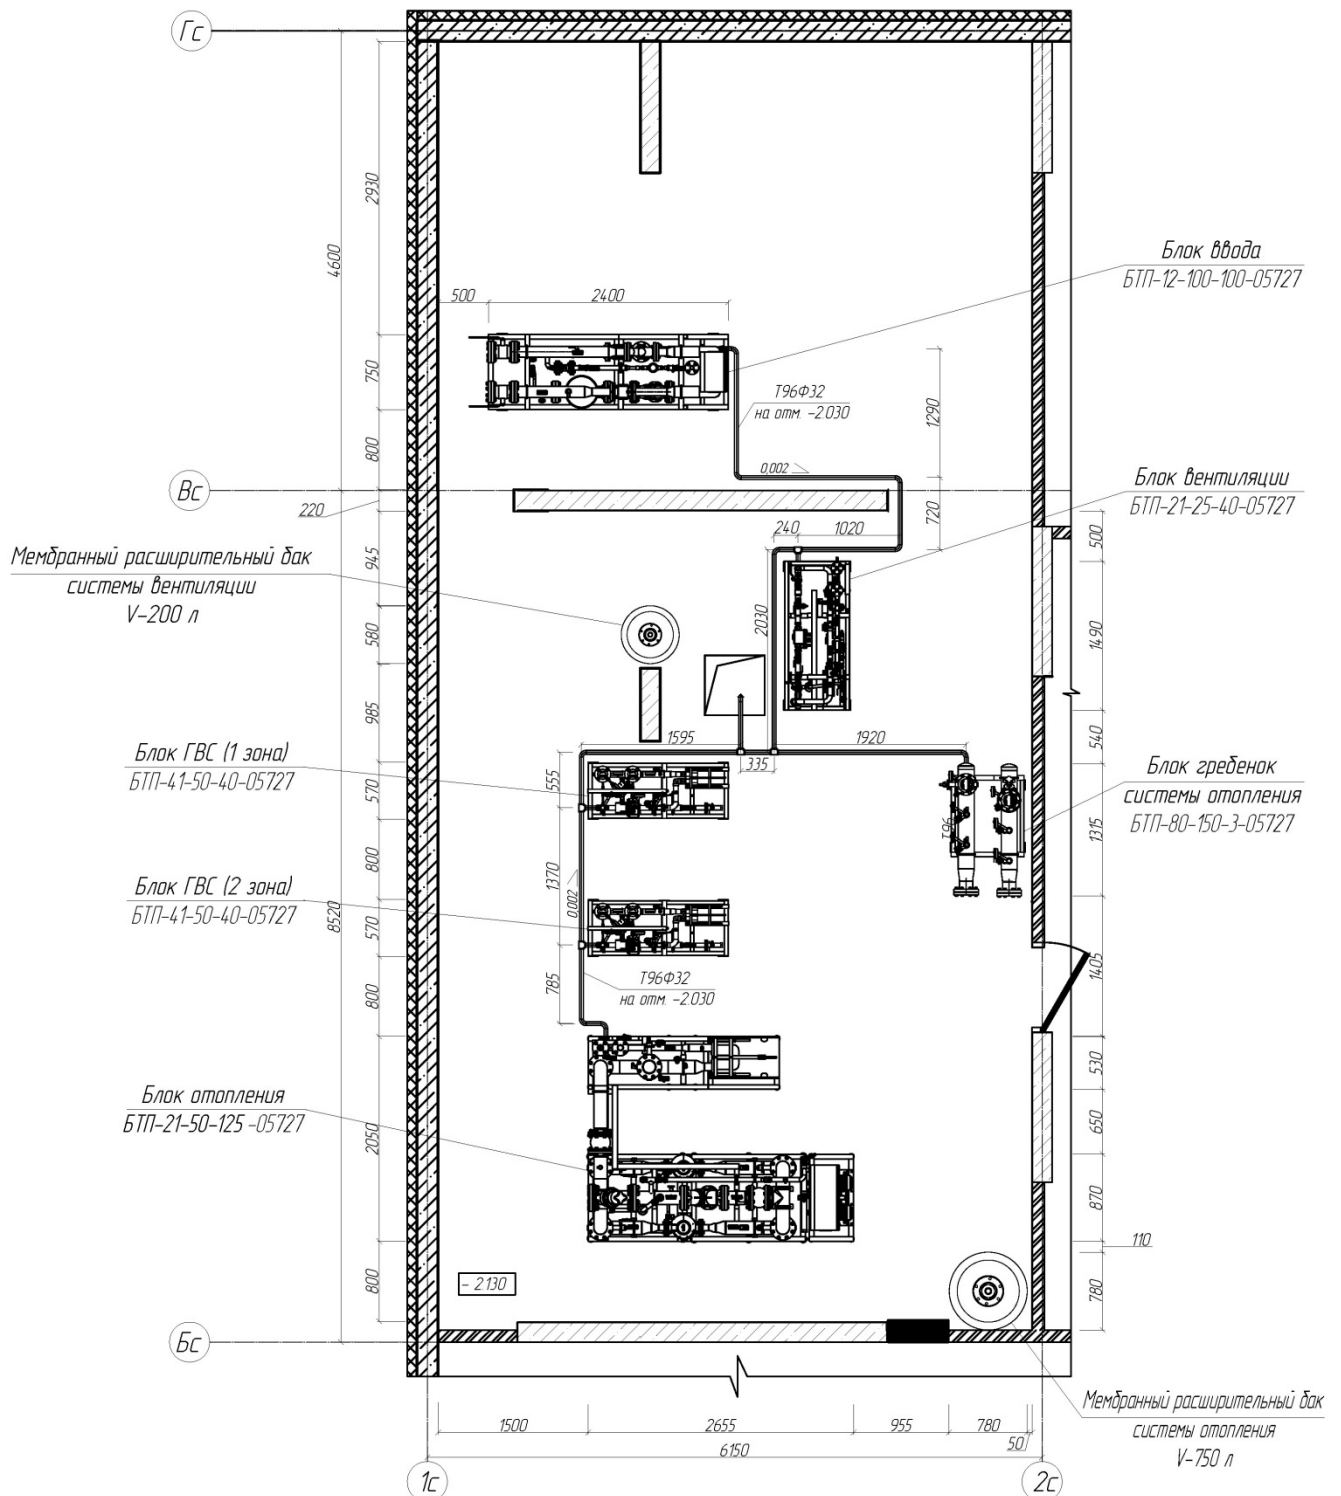 Гс
2930
4600
Блок ввода
БТП-12-100-100-05727
500
2400
750
Т96Ф32
на отм. -2.030
1290
800
0,002
Вс
220
Блок вентиляции
БТП-21-25-40-05727
240
1020
720
500
Мембранный расширительный бак
системы вентиляции
V-200 л
945
580
2030
1490
985
1595
1920
335
540
Блок ГВС (1 зона)
БТП-41-50-40-05727
570
555
Блок гребенок
системы отопления
БТП-80-150-3-05727
Т96
1315
800
1370
0,002
Блок ГВС (2 зона)
БТП-41-50-40-05727
8520
570
785
Т96Ф32
на отм. -2.030
1405
800
530
Блок отопления
БТП-21-50-125 -05727
2050
650
870
110
800
- 2.130
780
Бс
1500
2655
955
780
50
6150
Мембранный расширительный бак
системы отопления
V-750 л
1с
2с